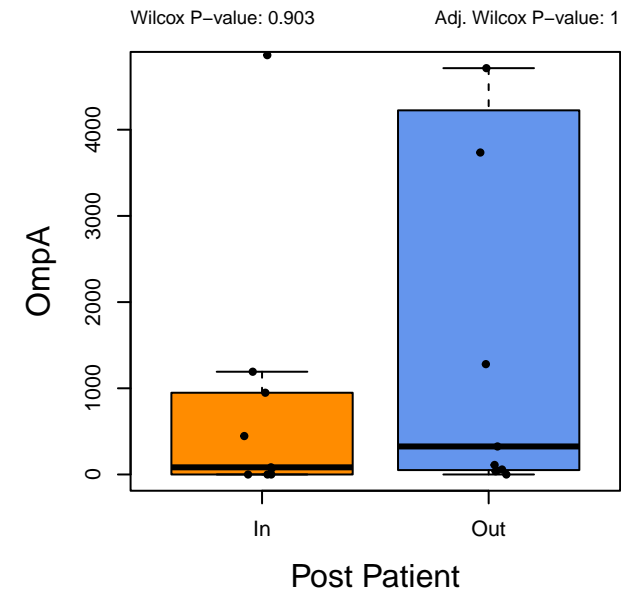 Wilcox P−value: 0.903
Adj. Wilcox P−value: 1
OmpA
4000
3000
2000
1000
0
In
Out
Post Patient